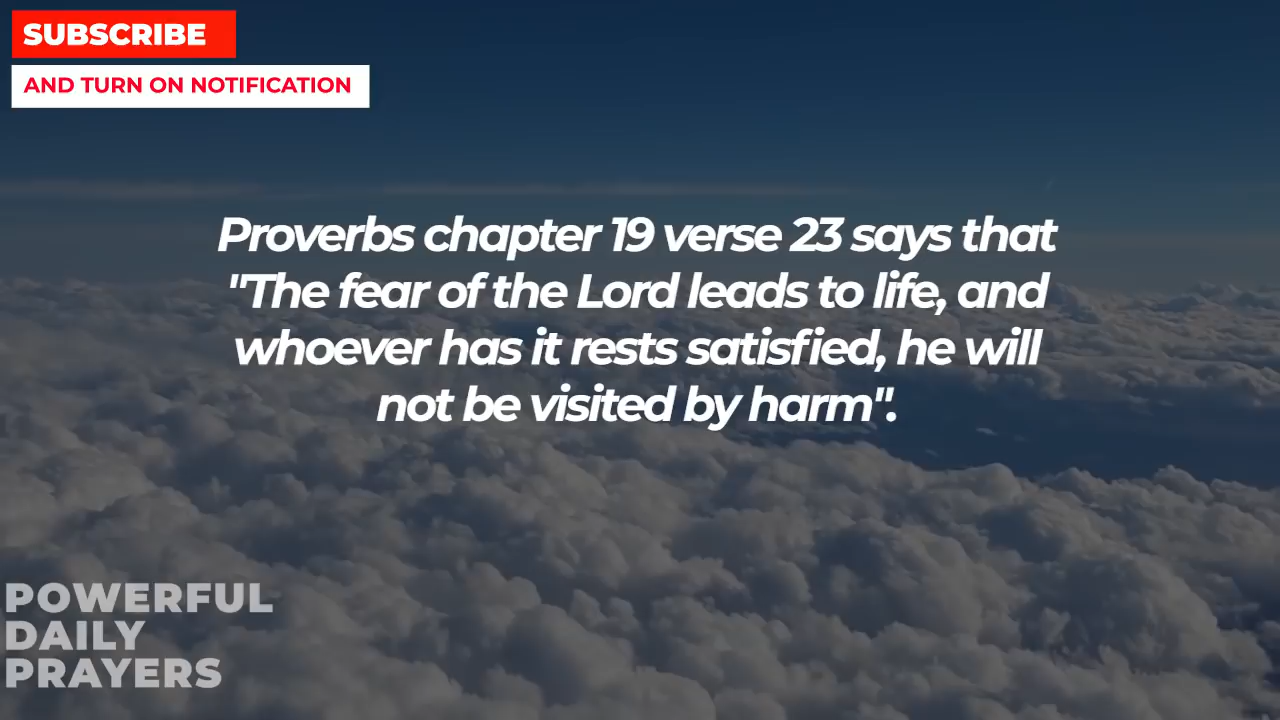 SUBSCRIBE
AND TURN ON NOTIFICATION
Proverbs chapter 19 verse 23 says that
"The fear of the Lord leads to life, and
whoever has it rests satisfied, he will
not be visited by harm".
POWERFUL
DAILY
PRAYERS